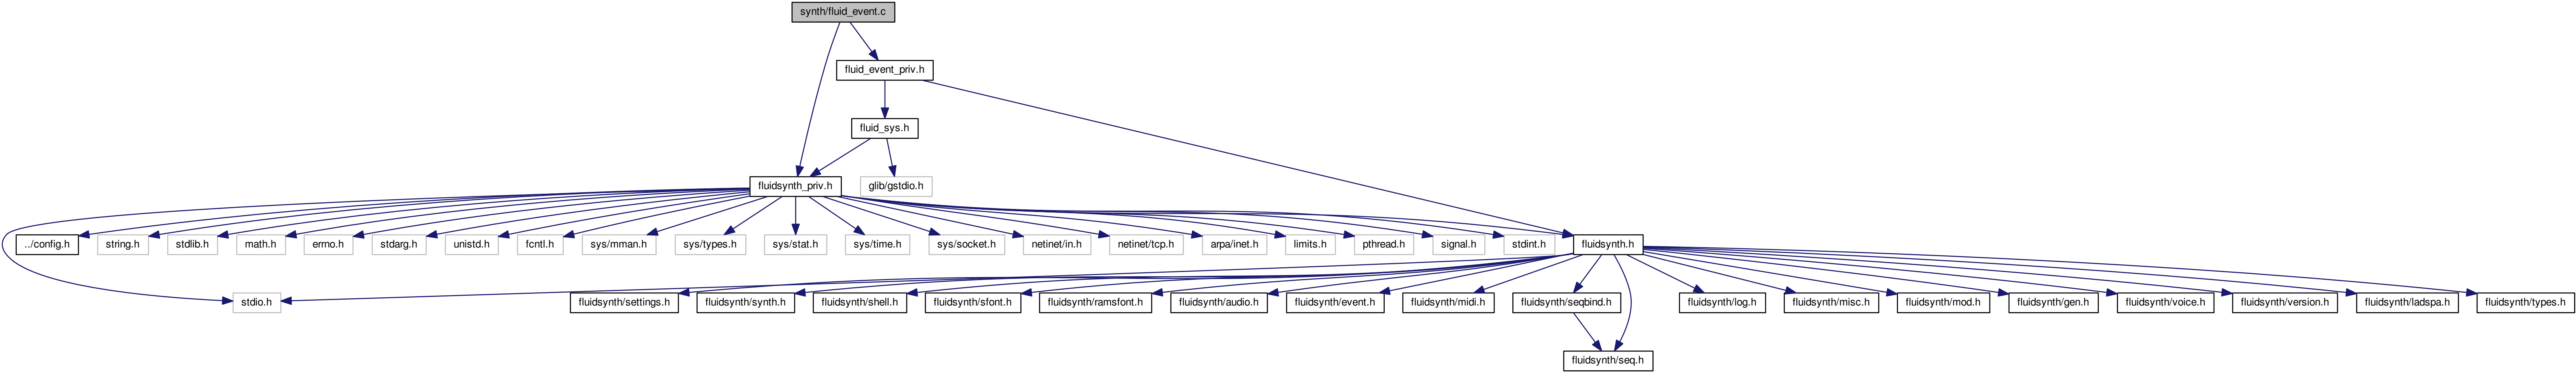 synth/fluid_event.c
fluid_event_priv.h
fluid_sys.h
fluidsynth_priv.h
glib/gstdio.h
../config.h
string.h
stdlib.h
math.h
errno.h
stdarg.h
unistd.h
fcntl.h
sys/mman.h
sys/types.h
sys/stat.h
sys/time.h
sys/socket.h
netinet/in.h
netinet/tcp.h
arpa/inet.h
limits.h
pthread.h
signal.h
stdint.h
fluidsynth.h
stdio.h
fluidsynth/settings.h
fluidsynth/synth.h
fluidsynth/shell.h
fluidsynth/sfont.h
fluidsynth/ramsfont.h
fluidsynth/audio.h
fluidsynth/event.h
fluidsynth/midi.h
fluidsynth/seqbind.h
fluidsynth/log.h
fluidsynth/misc.h
fluidsynth/mod.h
fluidsynth/gen.h
fluidsynth/voice.h
fluidsynth/version.h
fluidsynth/ladspa.h
fluidsynth/types.h
fluidsynth/seq.h